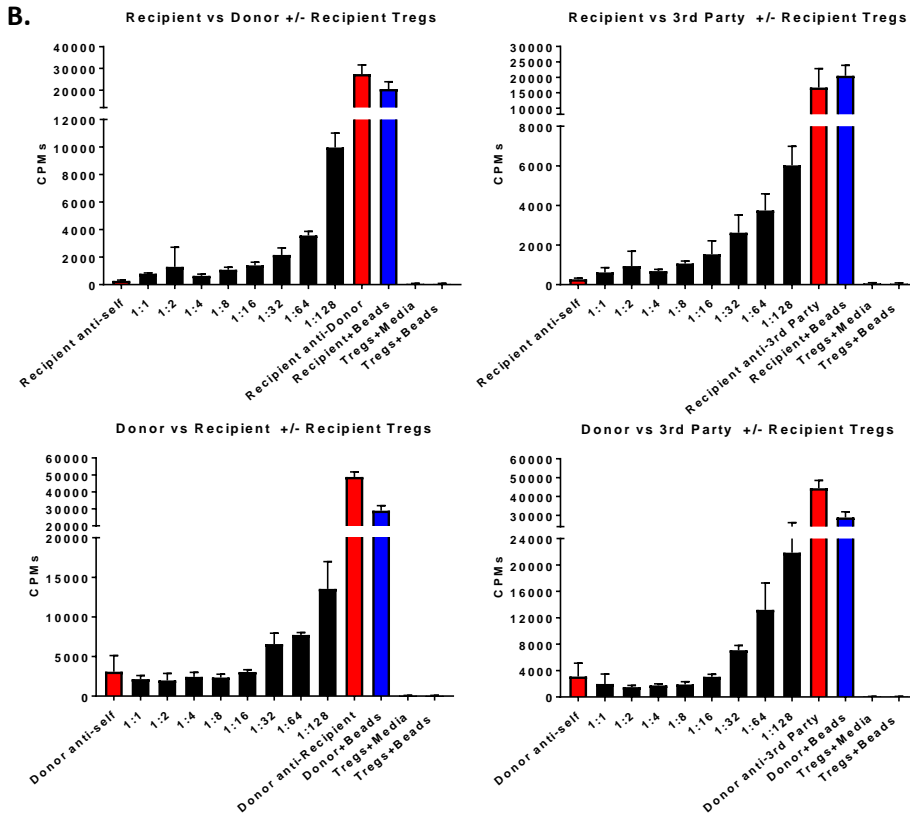 B.
Recipient vs Donor +/- Recipient Tregs
CPMs
40000
30000
20000
10000
12000
10000
8000
6000
4000
2000
0
Recipient anti-self
1:1
1:2
1:4
1:8
1:16
1:32
1:64
1:128
Recipient anti-Donor
Recipient+Beads
Tregs+Media
Tregs+Beads
Recipient vs 3rd Party +/- Recipient Tregs
CPMs
30000
25000
20000
15000
10000
8000
6000
4000
2000
0
Recipient anti-self
1:1
1:2
1:4
1:8
1:16
1:32
1:64
1:128
Recipient anti-3rd Party
Recipient+Beads
Tregs+Media
Tregs+Beads
Donor vs Recipient +/- Recipient Tregs
CPMs
60000
50000
40000
30000
20000
20000
15000
10000
5000
0
Donor anti-self
1:1
1:2
1:4
1:8
1:16
1:32
1:64
1:128
Donor anti-Recipient
Donor+Beads
Tregs+Media
Tregs+Beads
Donor vs 3rd Party +/- Recipient Tregs
CPMs
60000
50000
40000
30000
24000
20000
16000
12000
8000
4000
0
Donor anti-self
1:1
1:2
1:4
1:8
1:16
1:32
1:64
1:128
Donor anti-3rd Party
Donor+Beads
Tregs+Media
Tregs+Beads